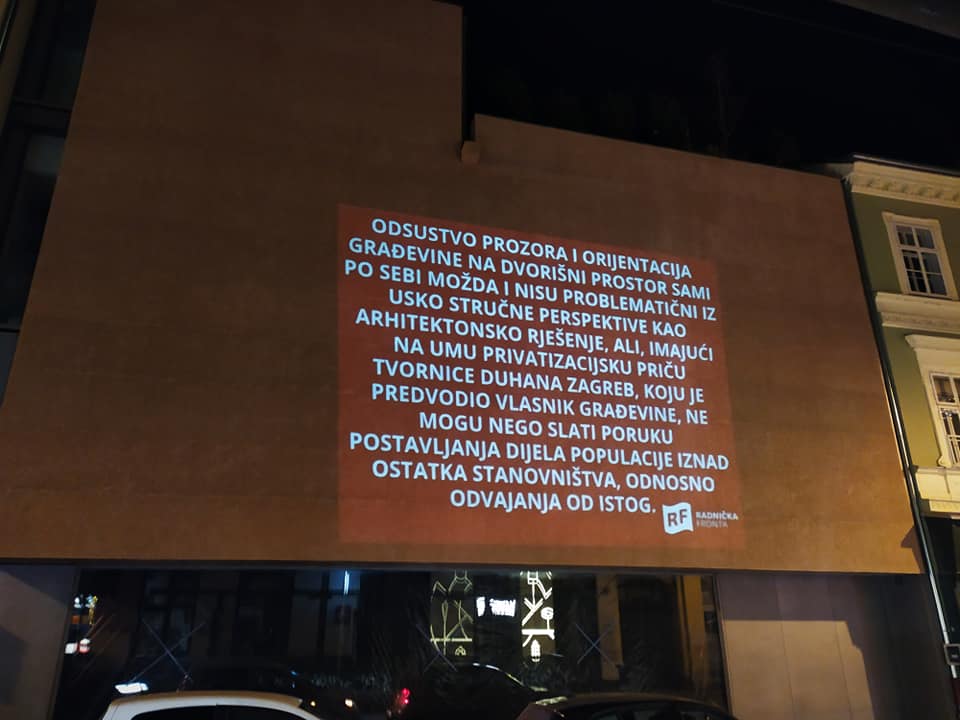 ODSUSTVO PROZORA I ORIJENTACIJA
GRAĐEVINE NA DVORIŠNI PROSTOR SAMI
PO SEBI MOŽDA I NISU PROBLEMATIČNI IZ
USKO STRUČNE PERSPEKTIVE KAO
ARHITEKTONSKO RJEŠENJE, ALI, IMAJUĆI
NA UMU PRIVATIZACIJSKU PRIČU
TVORNICE DUHANA ZAGREB, KOJU JE
PREDVODIO VLASNIK GRAĐEVINE, NE
MOGU NEGO SLATI PORUKU
POSTAVLJANJA DIJELA POPULACIJE IZNAD
OSTATKA STANOVNIŠTVA, ODNOSNO
ODVAJANJA OD ISTOG.
RF RADNIČKA
FRONTA